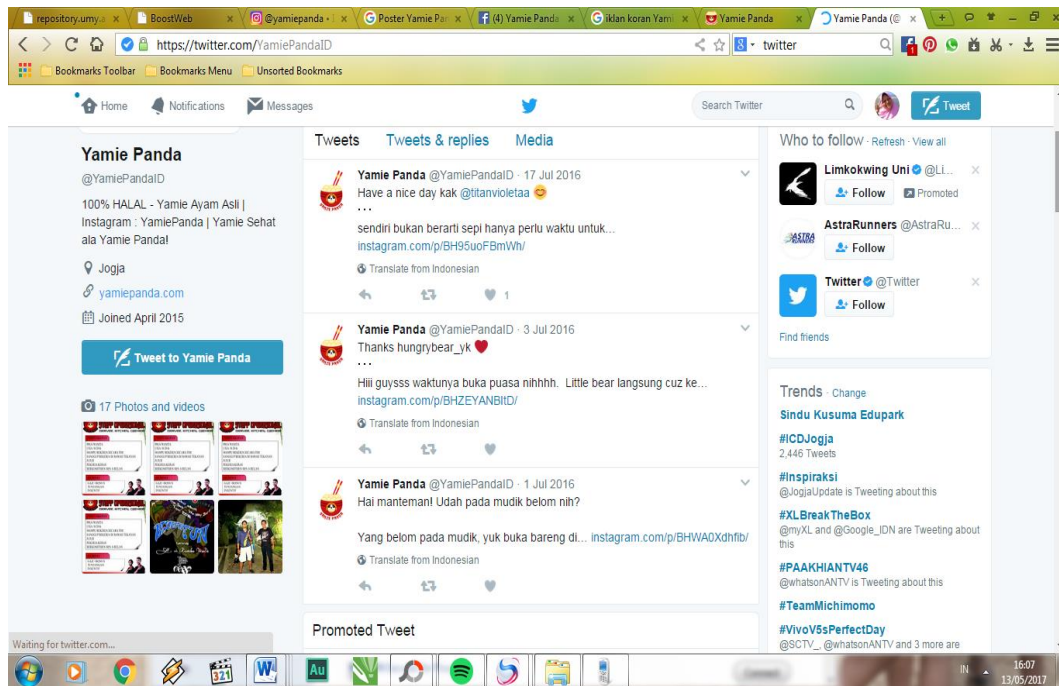 repository.umy.a
BoostWeb
@yamiepanda •
Poster Yamie Pan
(4) Yamie Panda
iklan koran Yami
Yamie Panda
Yamie Panda (@
https://twitter.com/YamiePandaID
twitter
Bookmarks Toolbar
Bookmarks Menu
Unsorted Bookmarks
Home
Notifications
Messages
Search Twitter
Tweet
Yamie Panda
@YamiePandaID
100% HALAL - Yamie Ayam Asli |
Instagram : YamiePanda | Yamie Sehat
ala Yamie Panda!
Jogja
yamiepanda.com
Joined April 2015
Tweet to Yamie Panda
17 Photos and videos
Tweets
Tweets & replies
Media
Yamie Panda @YamiePandaID · 17 Jul 2016
Have a nice day kak @titanvioletaa
• • •
sendiri bukan berarti sepi hanya perlu waktu untuk…
instagram.com/p/BH95uoFBmWh/
Translate from Indonesian
1
Yamie Panda @YamiePandaID · 3 Jul 2016
Thanks hungrybear_yk
• • •
Hiii guysss waktunya buka puasa nihhhh. Little bear langsung cuz ke…
instagram.com/p/BHZEYANBltD/
Translate from Indonesian
Yamie Panda @YamiePandaID · 1 Jul 2016
Hai manteman! Udah pada mudik belom nih?
Yang belom pada mudik, yuk buka bareng di… instagram.com/p/BHWA0Xdhfib/
Translate from Indonesian
Promoted Tweet
Who to follow · Refresh · View all
Limkokwing Uni @Li…
Follow
Promoted
AstraRunners @AstraRu…
Follow
Twitter @Twitter
Follow
Find friends
Trends · Change
Sindu Kusuma Edupark
#ICDJogja
2,446 Tweets
#Inspiraksi
@JogjaUpdate is Tweeting about this
#XLBreakTheBox
@myXL and @Google_IDN are Tweeting about
this
#PAAKHIANTV46
@whatsonANTV is Tweeting about this
#TeamMichimomo
#VivoV5sPerfectDay
@SCTV_, @whatsonANTV and 3 more are
Waiting for twitter.com...
321
Au
IN
16:07
13/05/2017